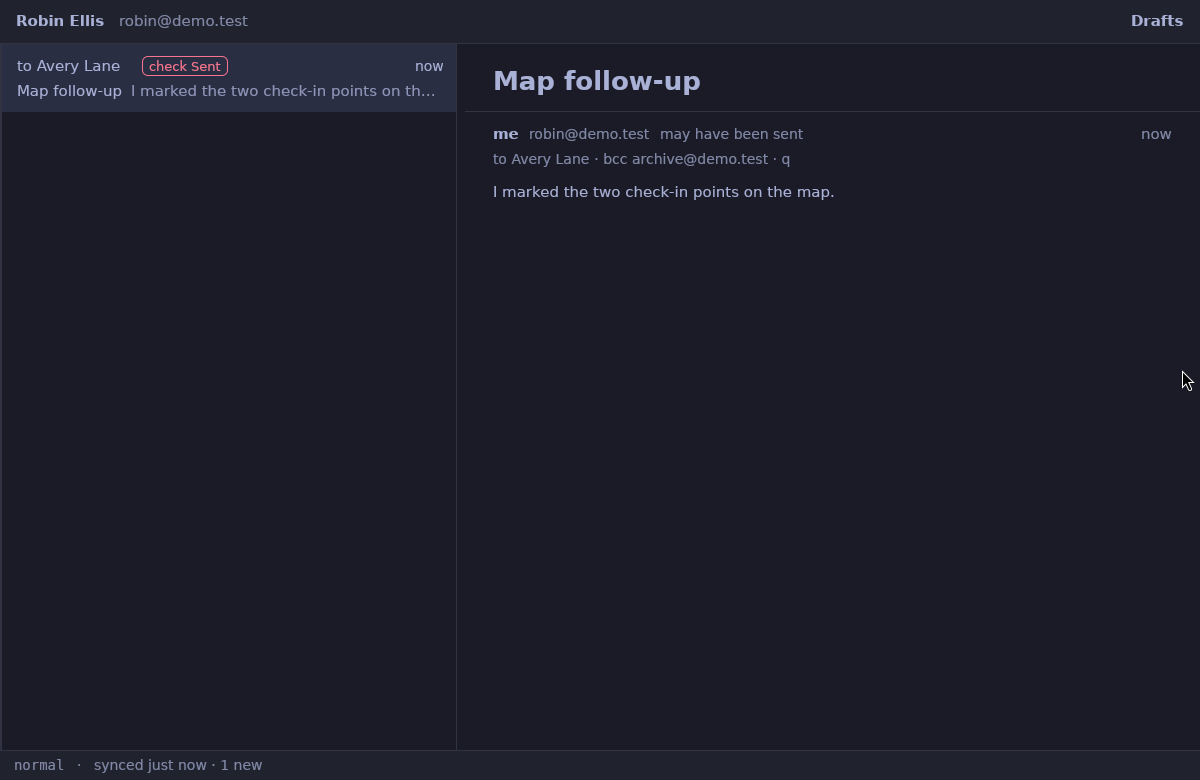 Robin Ellis robin@demo.test Drafts
to Avery Lane check Sent now
Map follow-up I marked the two check-in points on th…
Map follow-up
me robin@demo.test may have been sent now
to Avery Lane · bcc archive@demo.test · q
I marked the two check-in points on the map.
normal · synced just now · 1 new